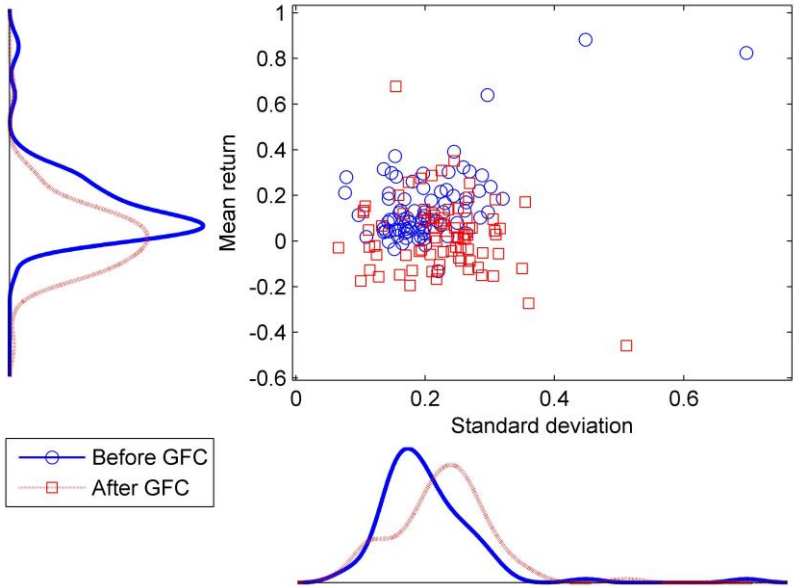 1
0.8
0.6
0.4
0.2
0
-0.2
-0.4
-0.6
Mean return
0 0.2 0.4 0.6
Standard deviation
Before GFC
After GFC